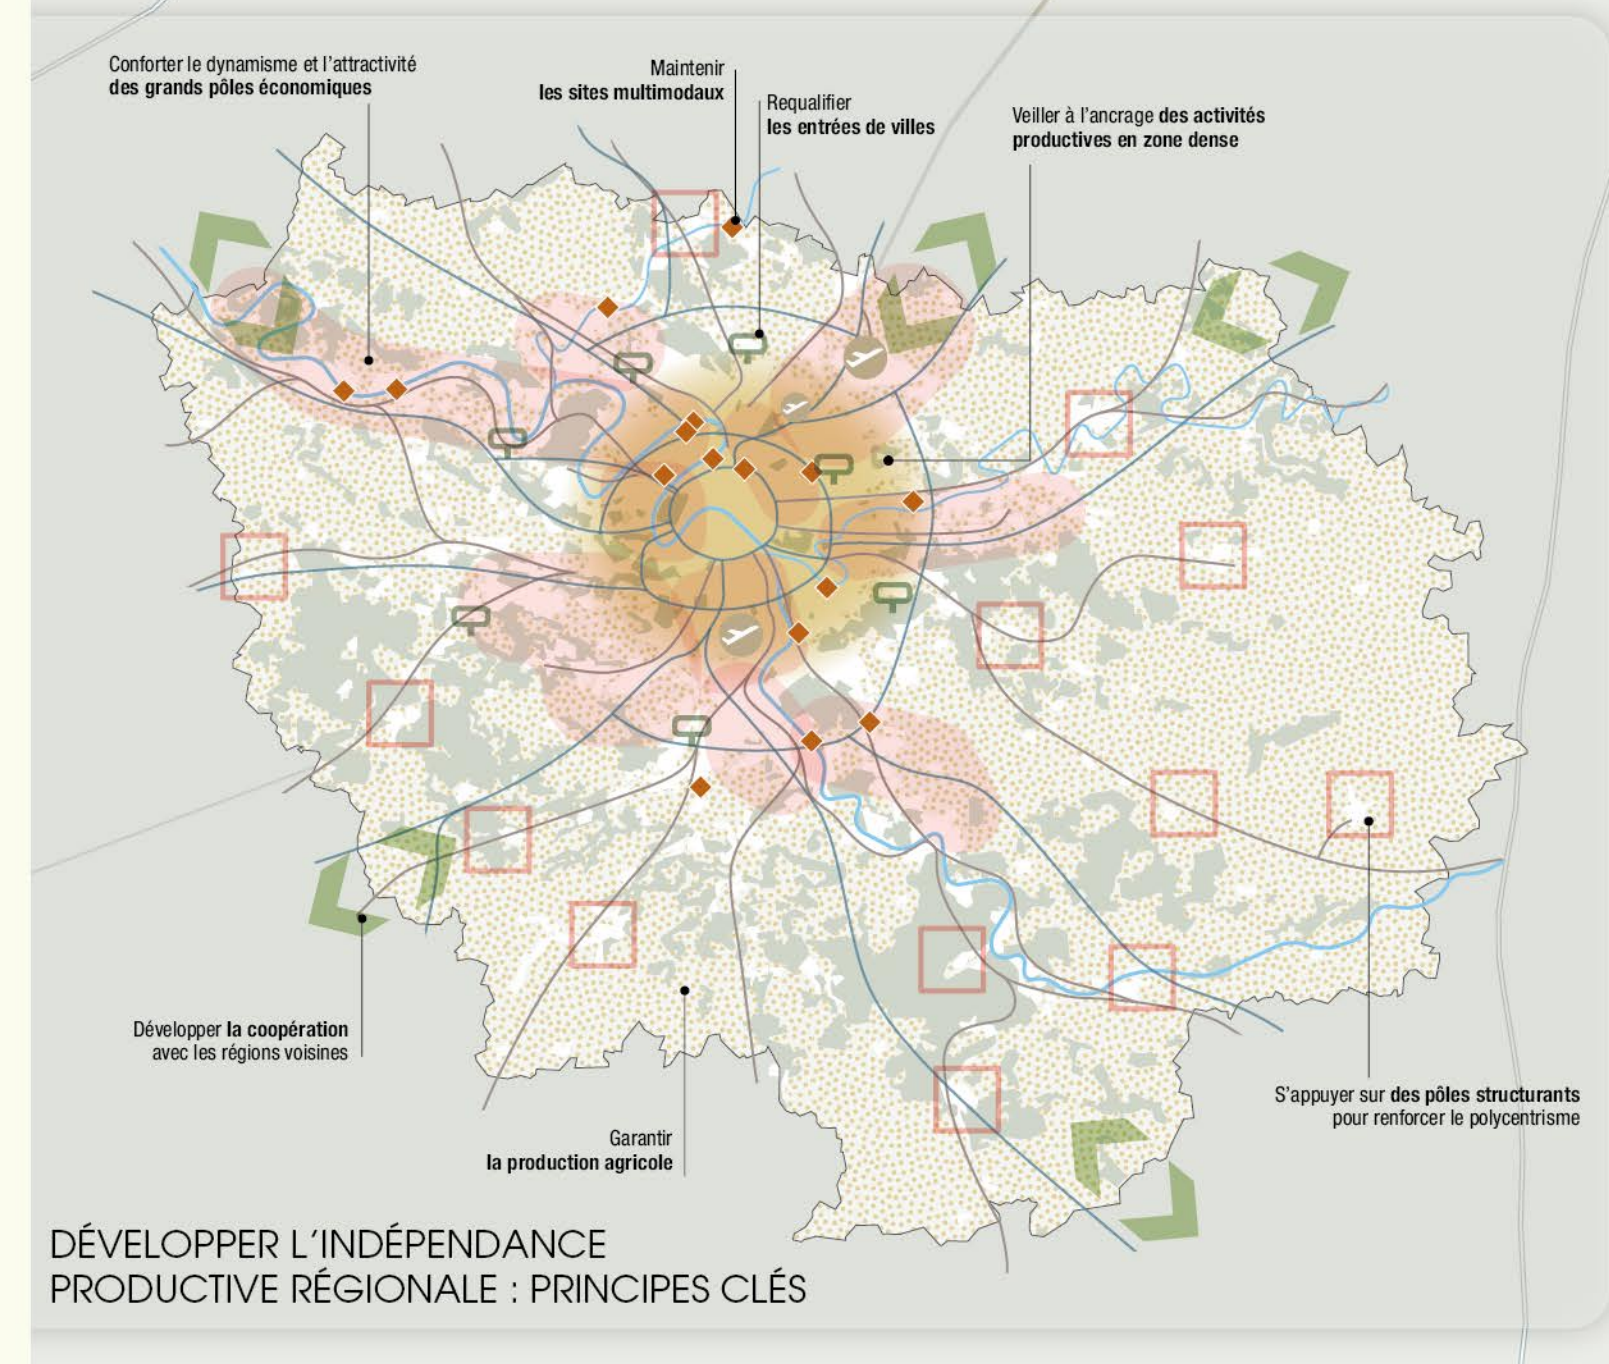 Conforter le dynamisme et l'attractivité
des grands pôles économiques
Maintenir
les sites multimodaux
Requalifier
les entrées de villes
Veiller à l'ancrage des activités
productives en zone dense
Développer la coopération
avec les régions voisines
Garantir
la production agricole
S'appuyer sur des pôles structurants
pour renforcer le polycentrisme
DÉVELOPPER L'INDÉPENDANCE
PRODUCTIVE RÉGIONALE : PRINCIPES CLÉS